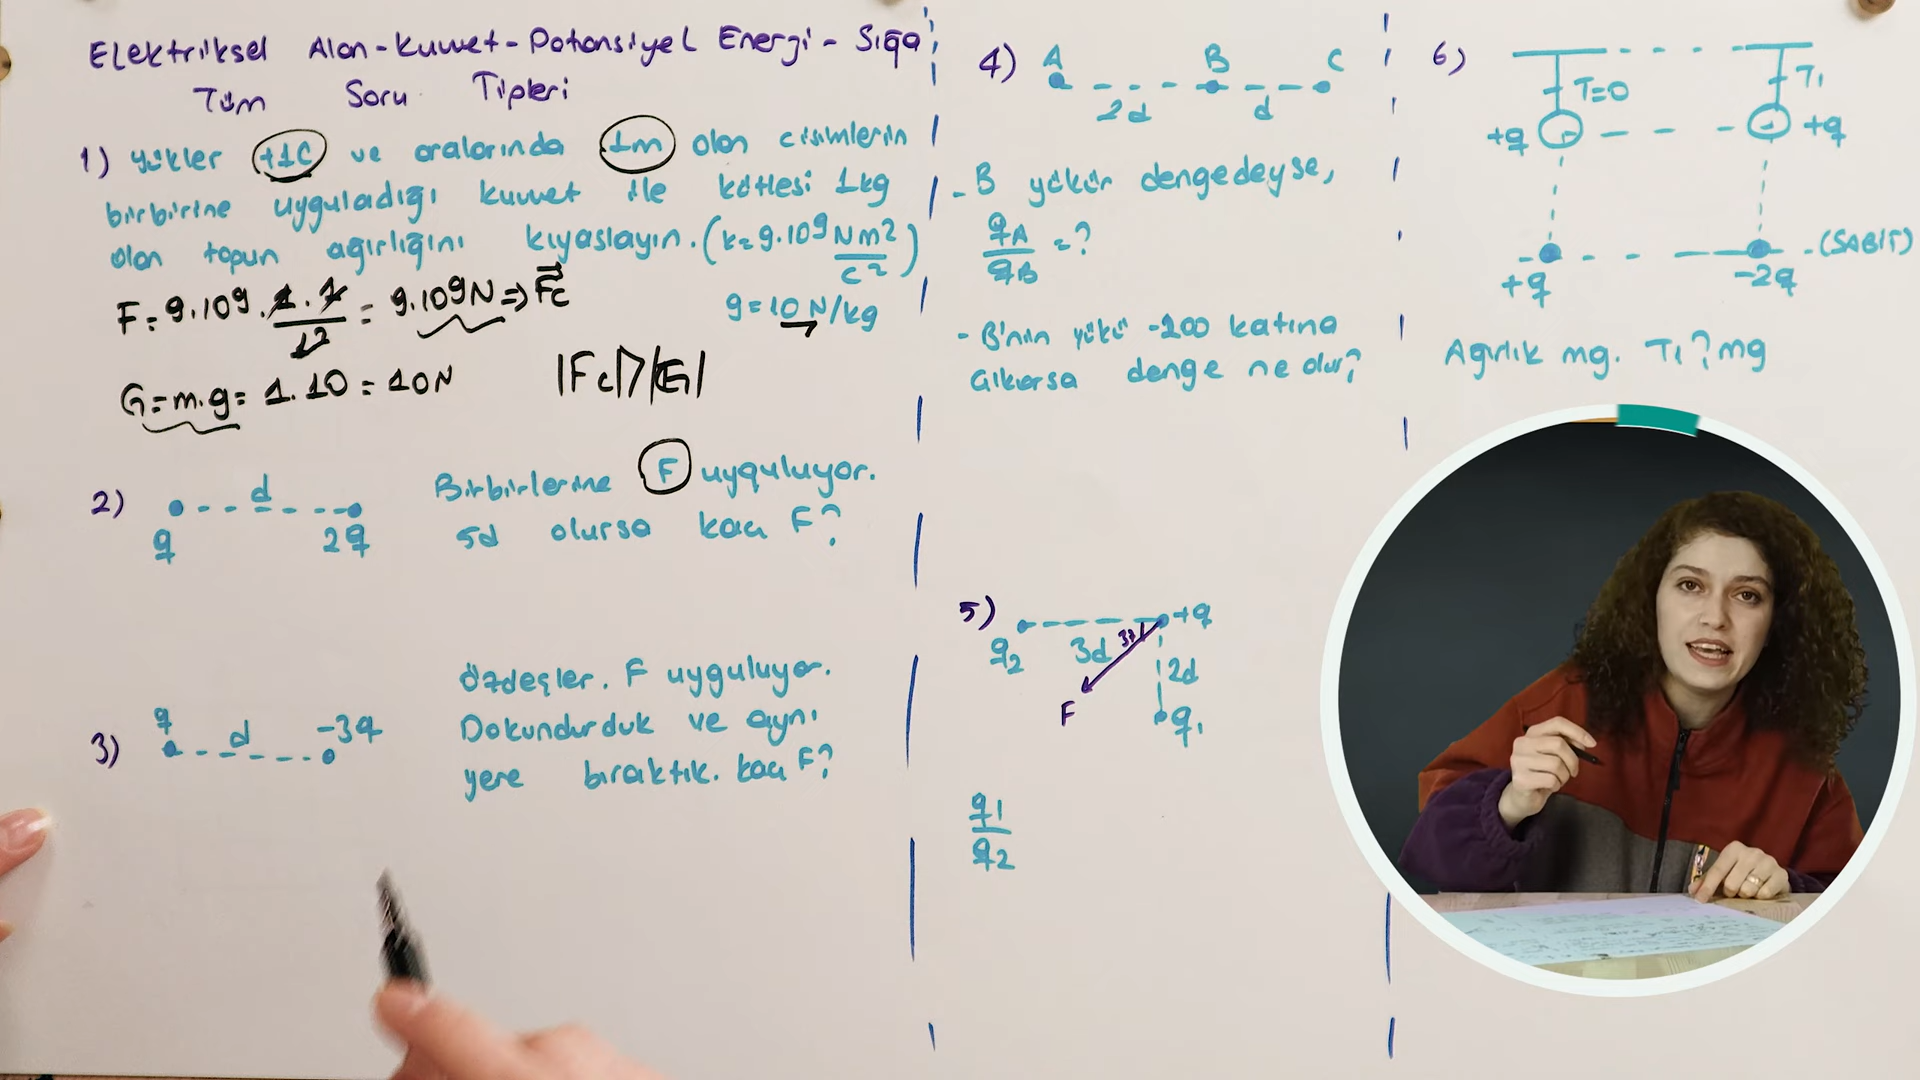 Elektriksel Alan-Kuvvet-Potansiyel Enerji - Sığa
Tüm Soru Tipleri
1) Yükler +1C ve aralarında 1m olan cisimlerin
birbirine uyguladığı kuvvet ile kütlesi 1kg
olan topun ağırlığını kıyaslayın. (k=9.10⁹ Nm²/C²)
g=10 N/kg
F=9.10⁹.1.1/1² = 9.10⁹N ⇒ Fc
G=m.g= 1.10=10N |Fc|>|G|
2) d
q 2q
Birbirlerine F uyguluyor.
5d olursa kaç F?
3) q d -3q
Özdeşler. F uyguluyor.
Dokundurduk ve aynı
yere bıraktık. kaç F?
4) A B C
2d d
- B yükü dengedeyse,
qA/qB =?
- B'nin yükü -200 katına
çıkarsa denge ne olur?
5) q2 3d 37 +q
2d
F q1
q1/q2
6) T=0 T1
+q +q
+q -2q -(SABİT)
Ağırlık mg. T1?mg